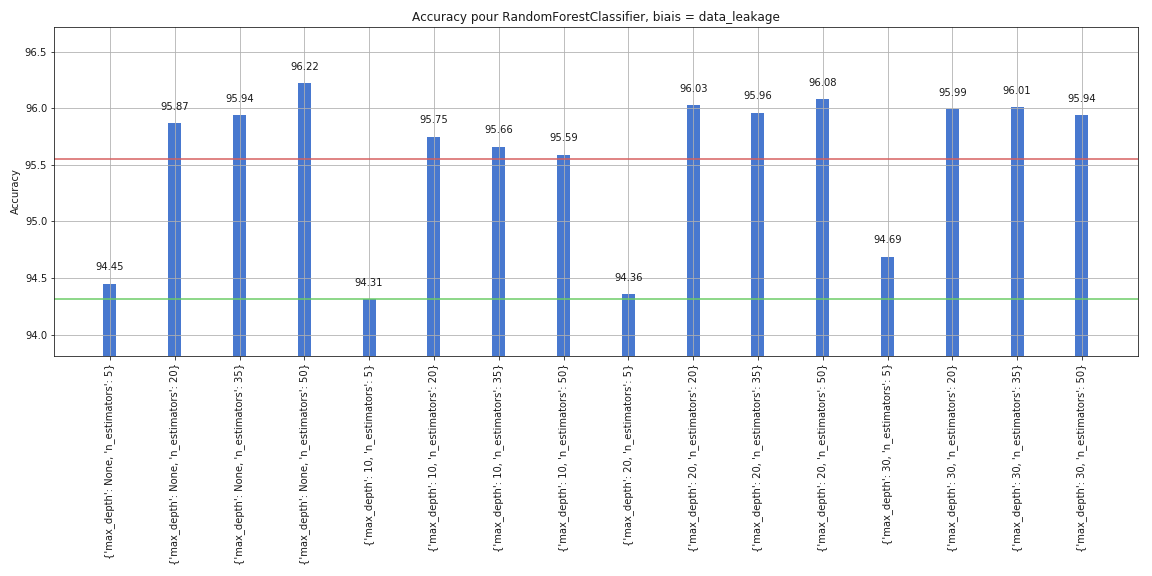 Accuracy pour RandomForestClassifier, biais = data_leakage
Accuracy
96.5
96.0
95.5
95.0
94.5
94.0
94.45
95.87
95.94
96.22
94.31
95.75
95.66
95.59
94.36
96.03
95.96
96.08
94.69
95.99
96.01
95.94
{'max_depth': None, 'n_estimators': 5}
{'max_depth': None, 'n_estimators': 20}
{'max_depth': None, 'n_estimators': 35}
{'max_depth': None, 'n_estimators': 50}
{'max_depth': 10, 'n_estimators': 5}
{'max_depth': 10, 'n_estimators': 20}
{'max_depth': 10, 'n_estimators': 35}
{'max_depth': 10, 'n_estimators': 50}
{'max_depth': 20, 'n_estimators': 5}
{'max_depth': 20, 'n_estimators': 20}
{'max_depth': 20, 'n_estimators': 35}
{'max_depth': 20, 'n_estimators': 50}
{'max_depth': 30, 'n_estimators': 5}
{'max_depth': 30, 'n_estimators': 20}
{'max_depth': 30, 'n_estimators': 35}
{'max_depth': 30, 'n_estimators': 50}